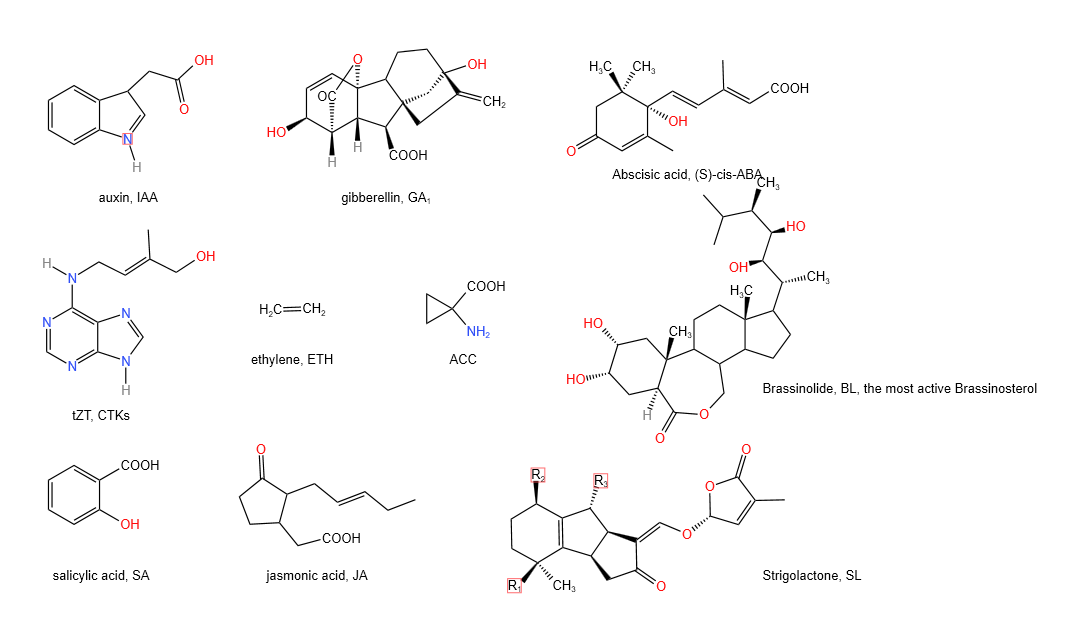 OH
O
N
H
auxin, IAA
O
OC
OH
CH₂
HO
H
H
COOH
gibberellin, GA₁
H₃C
CH₃
COOH
OH
O
Abscisic acid, (S)-cis-ABA
H
N
OH
N
N
N
N
H
tZT, CTKs
H₂C
CH₂
ethylene, ETH
COOH
NH₂
ACC
CH₃
HO
OH
CH₃
H₃C
HO
CH₃
HO
H
O
O
Brassinolide, BL, the most active Brassinosterol
COOH
OH
salicylic acid, SA
O
COOH
jasmonic acid, JA
R₂
R₃
O
O
O
R₁
CH₃
O
Strigolactone, SL